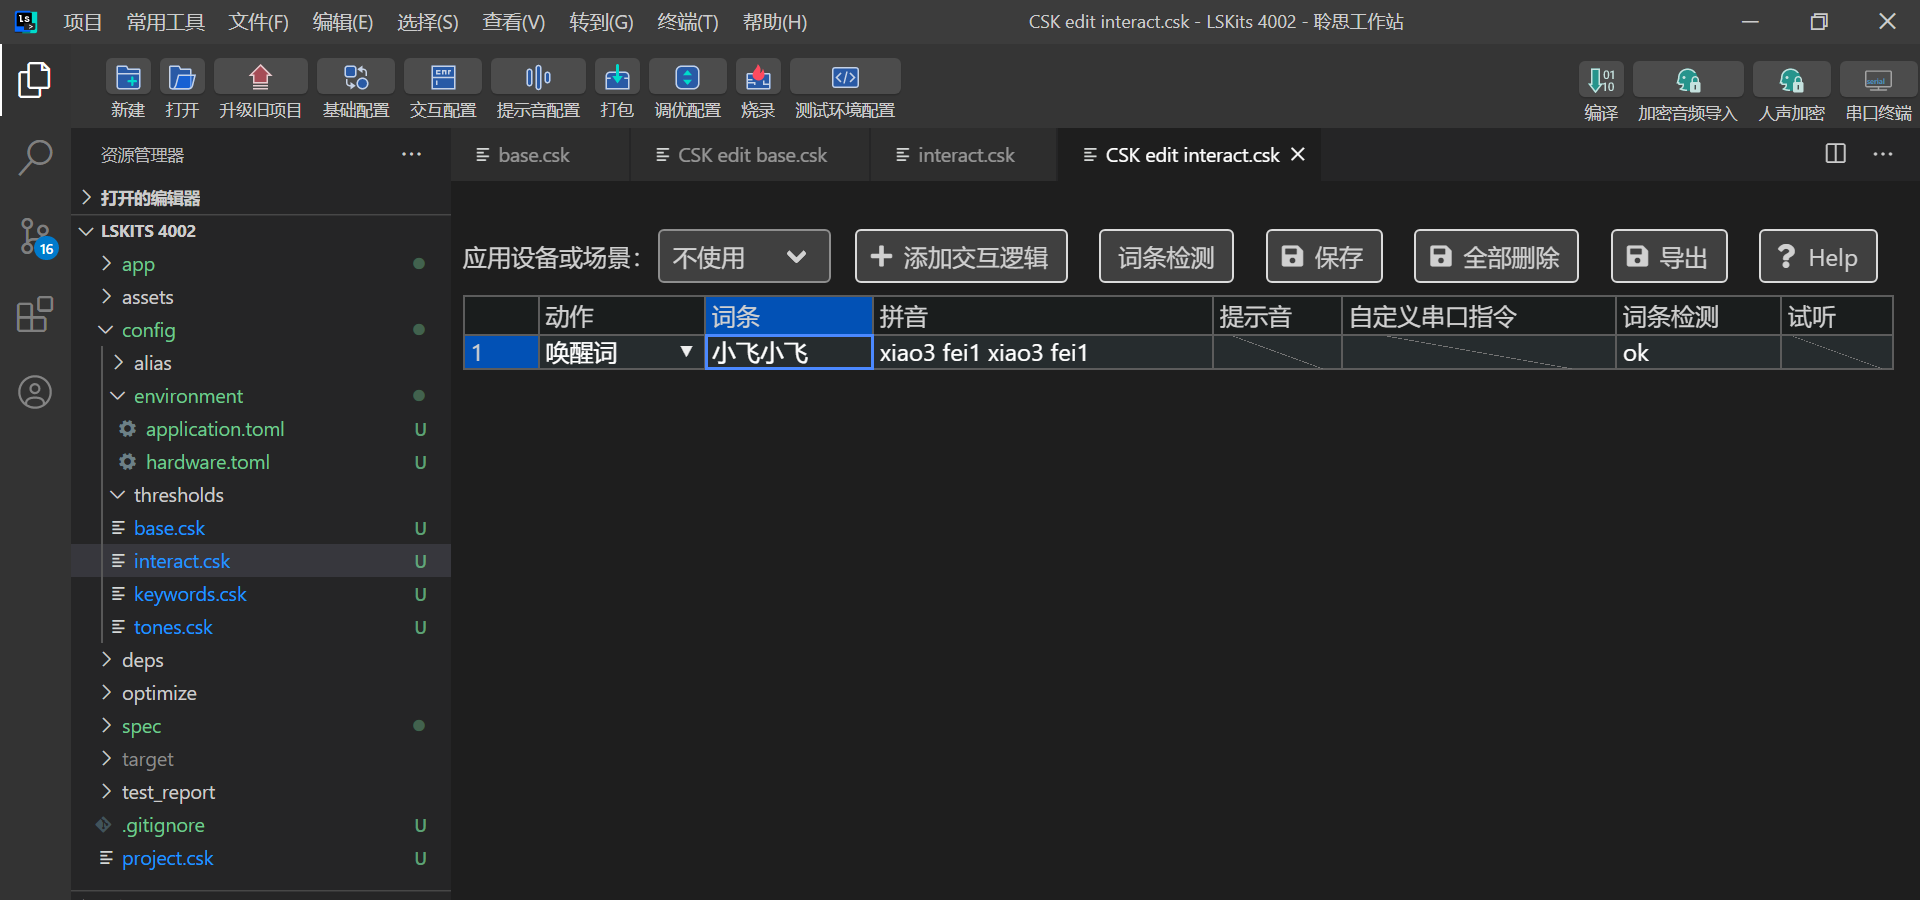 项目 常用工具 文件(F) 编辑(E) 选择(S) 查看(V) 转到(G) 终端(T) 帮助(H) CSK edit interact.csk - LSKits 4002 - 聆思工作站
新建 打开 升级旧项目 基础配置 交互配置 提示音配置 打包 调优配置 烧录 测试环境配置 编译 加密音频导入 人声加密 串口终端
资源管理器
base.csk CSK edit base.csk interact.csk CSK edit interact.csk
打开的编辑器
LSKITS 4002
16
app
assets
config
alias
environment
application.toml U
hardware.toml U
thresholds
base.csk U
interact.csk U
keywords.csk U
tones.csk U
deps
optimize
spec
target
test_report
.gitignore U
project.csk U
应用设备或场景： 不使用 添加交互逻辑 词条检测 保存 全部删除 导出 ? Help
动作 词条 拼音 提示音 自定义串口指令 词条检测 试听
1 唤醒词 小飞小飞 xiao3 fei1 xiao3 fei1 ok